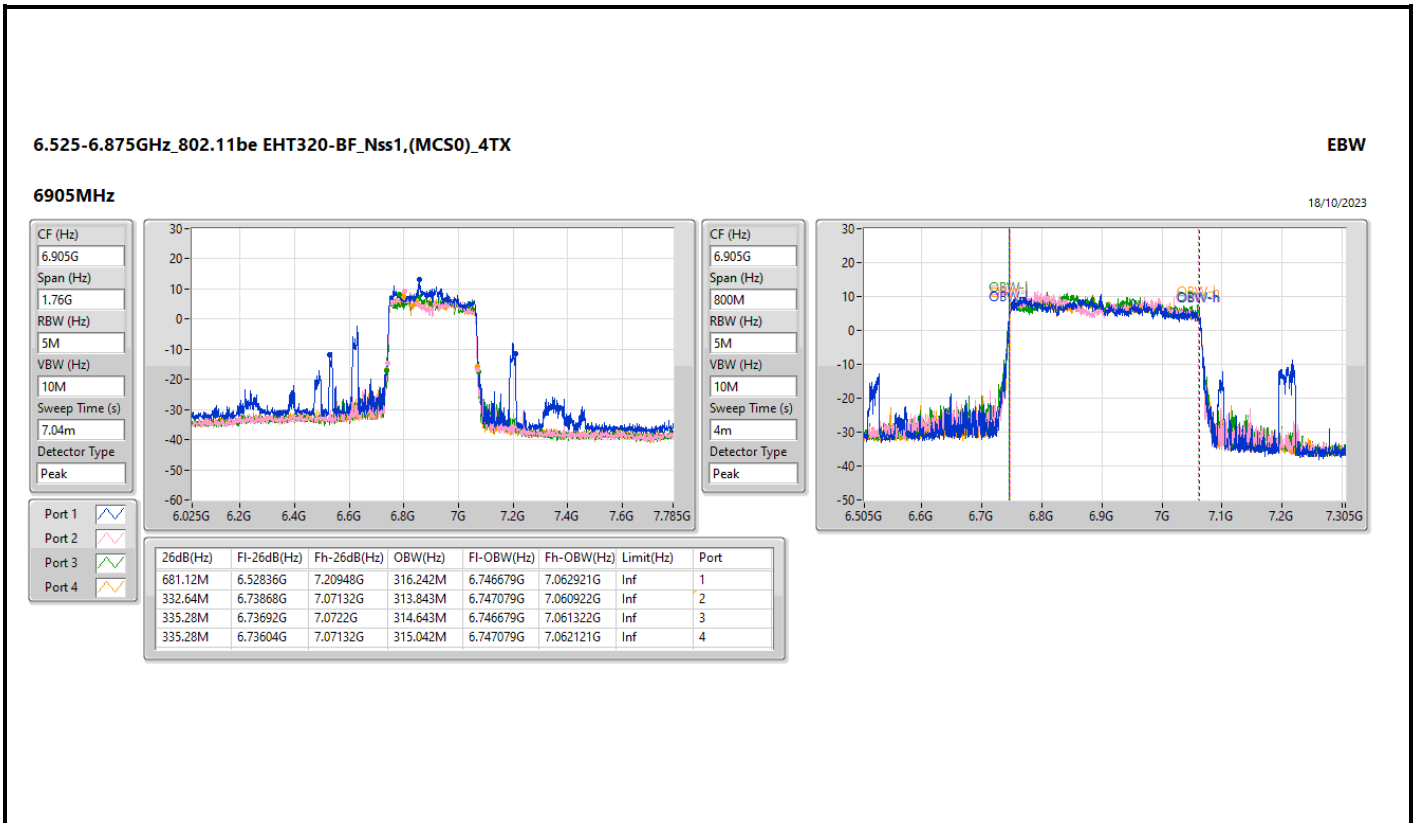 6.525-6.875GHz_802.11be EHT320-BF_Nss1,(MCS0)_4TX
EBW
6905MHz
18/10/2023
CF (Hz)
6.905G
Span (Hz)
1.76G
RBW (Hz)
5M
VBW (Hz)
10M
Sweep Time (s)
7.04m
Detector Type
Peak
30
20
10
0
-10
-20
-30
-40
-50
-60
6.025G 6.2G 6.4G 6.6G 6.8G 7G 7.2G 7.4G 7.6G 7.785G
CF (Hz)
6.905G
Span (Hz)
800M
RBW (Hz)
5M
VBW (Hz)
10M
Sweep Time (s)
4m
Detector Type
Peak
30
20
10
0
-10
-20
-30
-40
-50
OBW-l
OBW-h
6.505G 6.6G 6.7G 6.8G 6.9G 7G 7.1G 7.2G 7.305G
Port 1
Port 2
Port 3
Port 4
26dB(Hz) Fl-26dB(Hz) Fh-26dB(Hz) OBW(Hz) Fl-OBW(Hz) Fh-OBW(Hz) Limit(Hz) Port
681.12M 6.52836G 7.20948G 316.242M 6.746679G 7.062921G Inf 1
332.64M 6.73868G 7.07132G 313.843M 6.747079G 7.060922G Inf 2
335.28M 6.73692G 7.0722G 314.643M 6.746679G 7.061322G Inf 3
335.28M 6.73604G 7.07132G 315.042M 6.747079G 7.062121G Inf 4